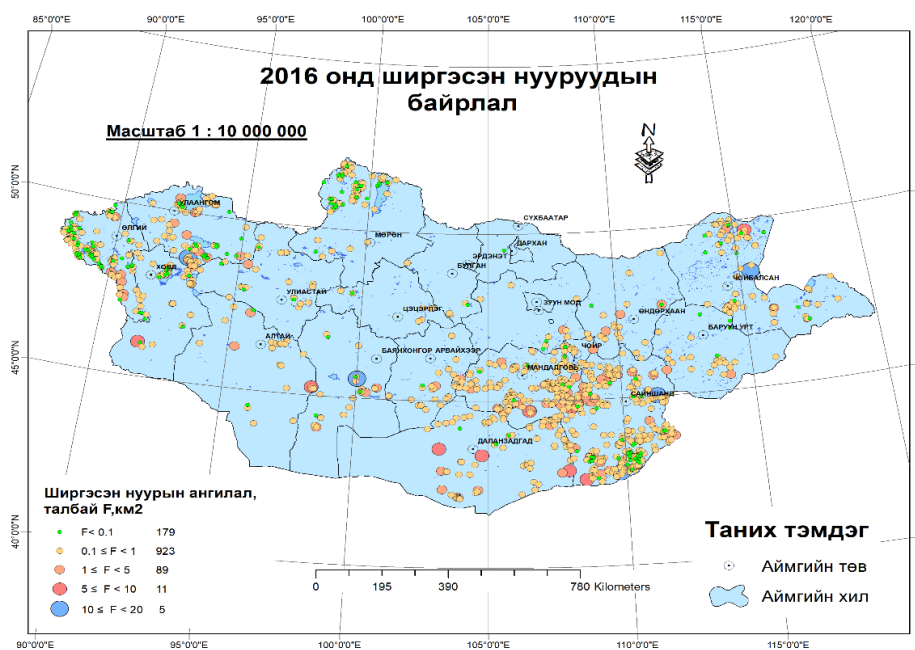 85°0'0"E 90°0'0"E 95°0'0"E 100°0'0"E 105°0'0"E 110°0'0"E 115°0'0"E 120°0'0"E
2016 онд ширгэсэн нууруудын
байрлал
Масштаб 1 : 10 000 000
N
50°0'0"N
УЛААНГОМ
СУХБААТАР
ӨЛГИЙ
МӨРӨН
ДАРХАН
ЭРДЭНЭТ
ХОВД
БУЛГАН
ЧОЙБАЛСАН
УЛИАСТАЙ
ЗУУН МОД
ЦЭЦЭРЛЭГ
ӨНДӨРХААН
БАРУУН УРТ
АЛТАЙ
ЧОЙР
45°0'0"N
БАЯНХОНГОР АРВАЙХЭЭР
МАНДАЛГОВЬ
САЙНШАНД
ДАЛАНЗАДГАД
40°0'0"N
Ширгэсэн нуурын ангилал,
талбай F,км2
F< 0.1 179
0.1 ≤ F < 1 923
1 ≤ F < 5 89
5 ≤ F < 10 11
10 ≤ F < 20 5
0 195 390 780 Kilometers
Таних тэмдэг
Аймгийн төв
Аймгийн хил
90°0'0"E 95°0'0"E 100°0'0"E 105°0'0"E 110°0'0"E 115°0'0"E